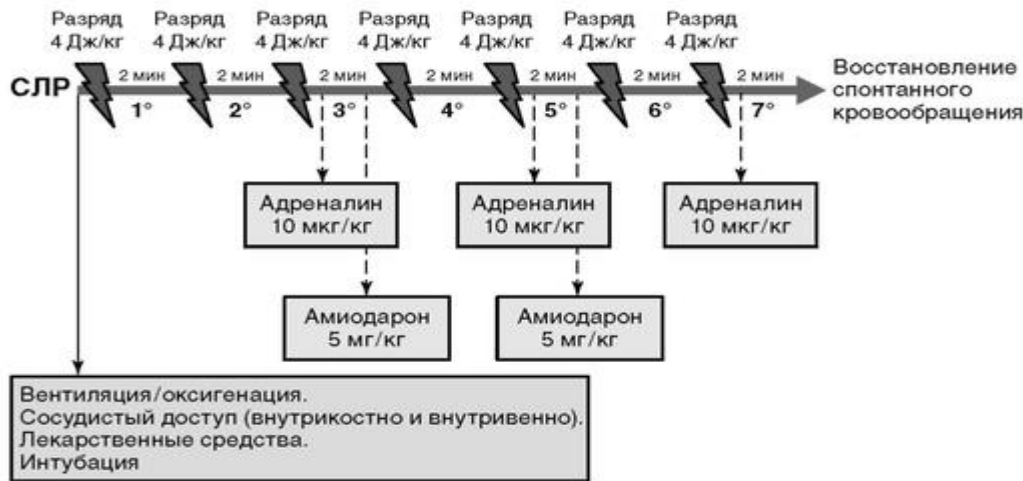 Разряд Разряд Разряд Разряд Разряд Разряд Разряд
4 Дж/кг 4 Дж/кг 4 Дж/кг 4 Дж/кг 4 Дж/кг 4 Дж/кг 4 Дж/кг
СЛР
2 мин 2 мин 2 мин 2 мин 2 мин 2 мин 2 мин
1° 2° 3° 4° 5° 6° 7°
Восстановление
спонтанного
кровообращения
Адреналин
10 мкг/кг
Адреналин
10 мкг/кг
Адреналин
10 мкг/кг
Амиодарон
5 мг/кг
Амиодарон
5 мг/кг
Вентиляция/оксигенация.
Сосудистый доступ (внутрикостно и внутривенно).
Лекарственные средства.
Интубация